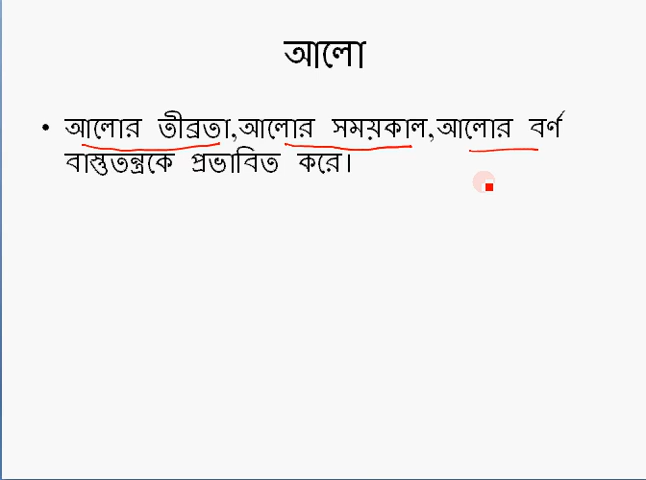 আলো
• আলোর তীব্রতা,আলোর সময়কাল,আলোর বর্ণ
বাস্তুতন্ত্রকে প্রভাবিত করে।